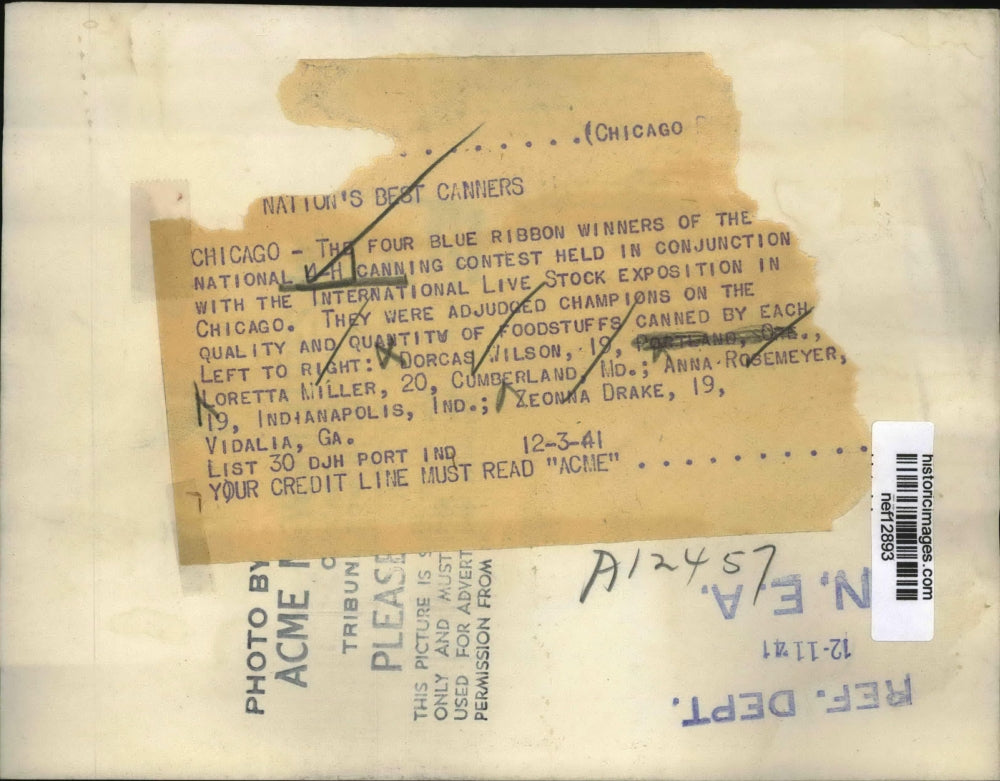 . . . . . . . . (CHICAGO
NATION'S BEST CANNERS
CHICAGO - THE FOUR BLUE RIBBON WINNERS OF THE
NATIONAL 4-H CANNING CONTEST HELD IN CONJUNCTION
WITH THE INTERNATIONAL LIVE STOCK EXPOSITION IN
CHICAGO. THEY WERE ADJUDGED CHAMPIONS ON THE
QUALITY AND QUANTITW OF FOODSTUFFS CANNED BY EACH
LEFT TO RIGHT: DORCAS WILSON, 19, PORTLAND, ORE.,
LORETTA MILLER, 20, CUMBERLAND, MD.; ANNA ROSEMEYER,
19, INDIANAPOLIS, IND.; ZEONNA DRAKE, 19,
VIDALIA, GA.
LIST 30 DJH PORT IND 12-3-41
YOUR CREDIT LINE MUST READ "ACME" . . . . . . . . . .
A12457
PHOTO BY
ACME
TRIBUN
PLEASE
THIS PICTURE IS
ONLY AND MUST
USED FOR ADVERT
PERMISSION FROM
N.E.A.
12-11-41
REF. DEPT.
historicimages.com
nef12893